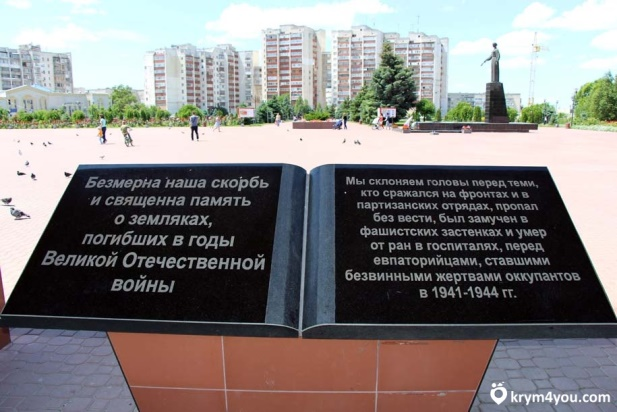 Безмерна наша скорбь
и священна память
о земляках,
погибших в годы
Великой Отечественной
войны
Мы склоняем головы перед теми,
кто сражался на фронтах и в
партизанских отрядах, пропал
без вести, был замучен в
фашистских застенках и умер
от ран в госпиталях, перед
евпаторийцами, ставшими
безвинными жертвами оккупантов
в 1941-1944 гг.
krym4you.com